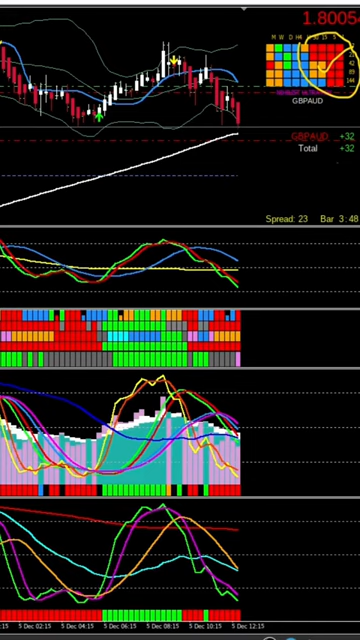 1.8005
M W D H4
GBPAUD
GBPAUD +32
Total +32
Spread: 23 Bar 3:48
5 Dec 02:15 5 Dec 04:15 5 Dec 06:15 5 Dec 08:15 5 Dec 10:15 5 Dec 12:15